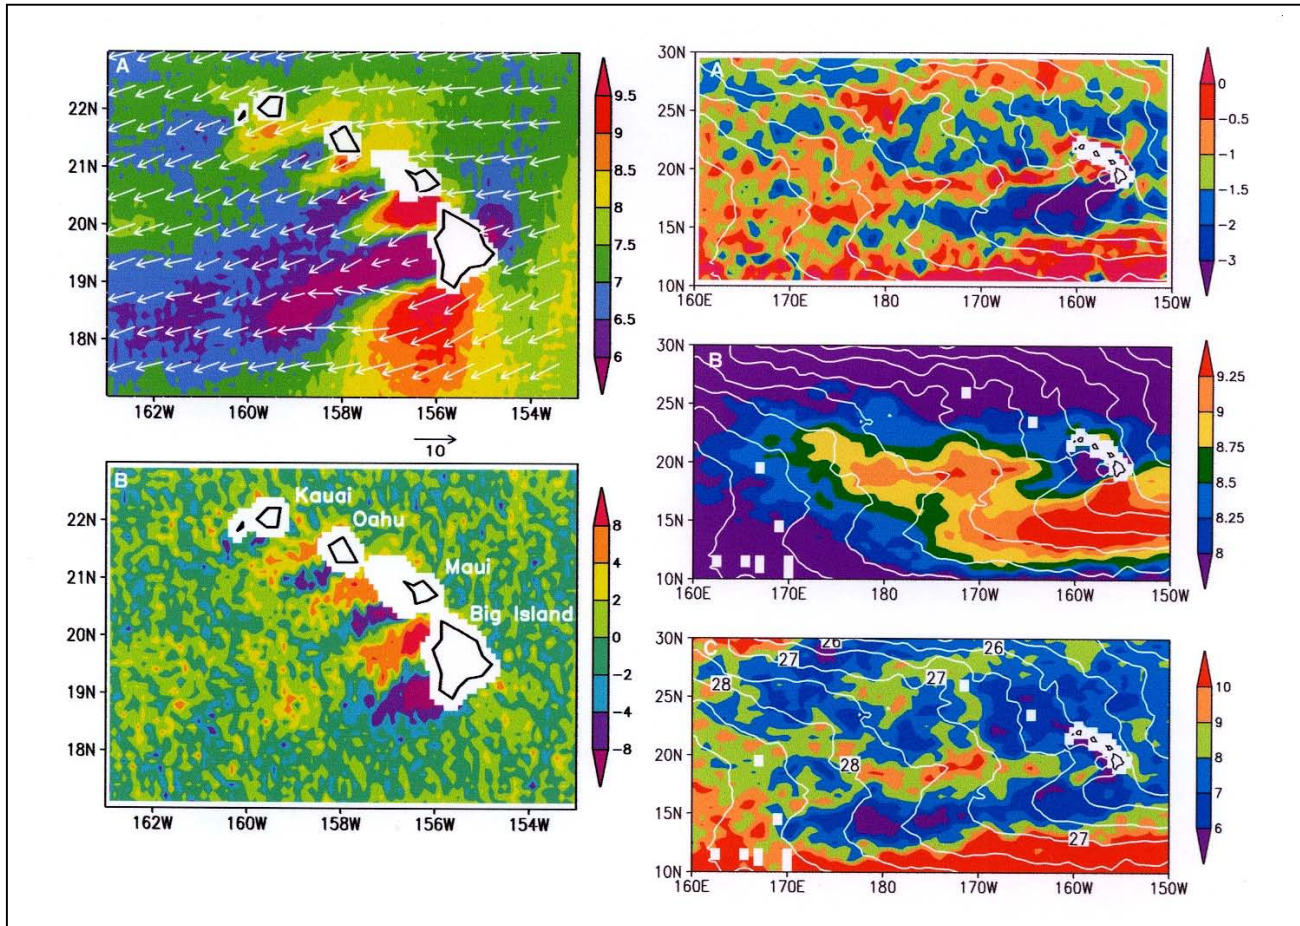 A
22N
21N
20N
19N
18N
162W 160W 158W 156W 154W
9.5
9
8.5
8
7.5
7
6.5
6
10
B
Kauai
Oahu
Maui
Big Island
22N
21N
20N
19N
18N
162W 160W 158W 156W 154W
8
4
2
0
-2
-4
-8
A
30N
25N
20N
15N
10N
160E 170E 180 170W 160W 150W
0
-0.5
-1
-1.5
-2
-3
B
30N
25N
20N
15N
10N
160E 170E 180 170W 160W 150W
9.25
9
8.75
8.5
8.25
8
C
30N
25N
20N
15N
10N
26 26
27 27
28
28
27
160E 170E 180 170W 160W 150W
10
9
8
7
6